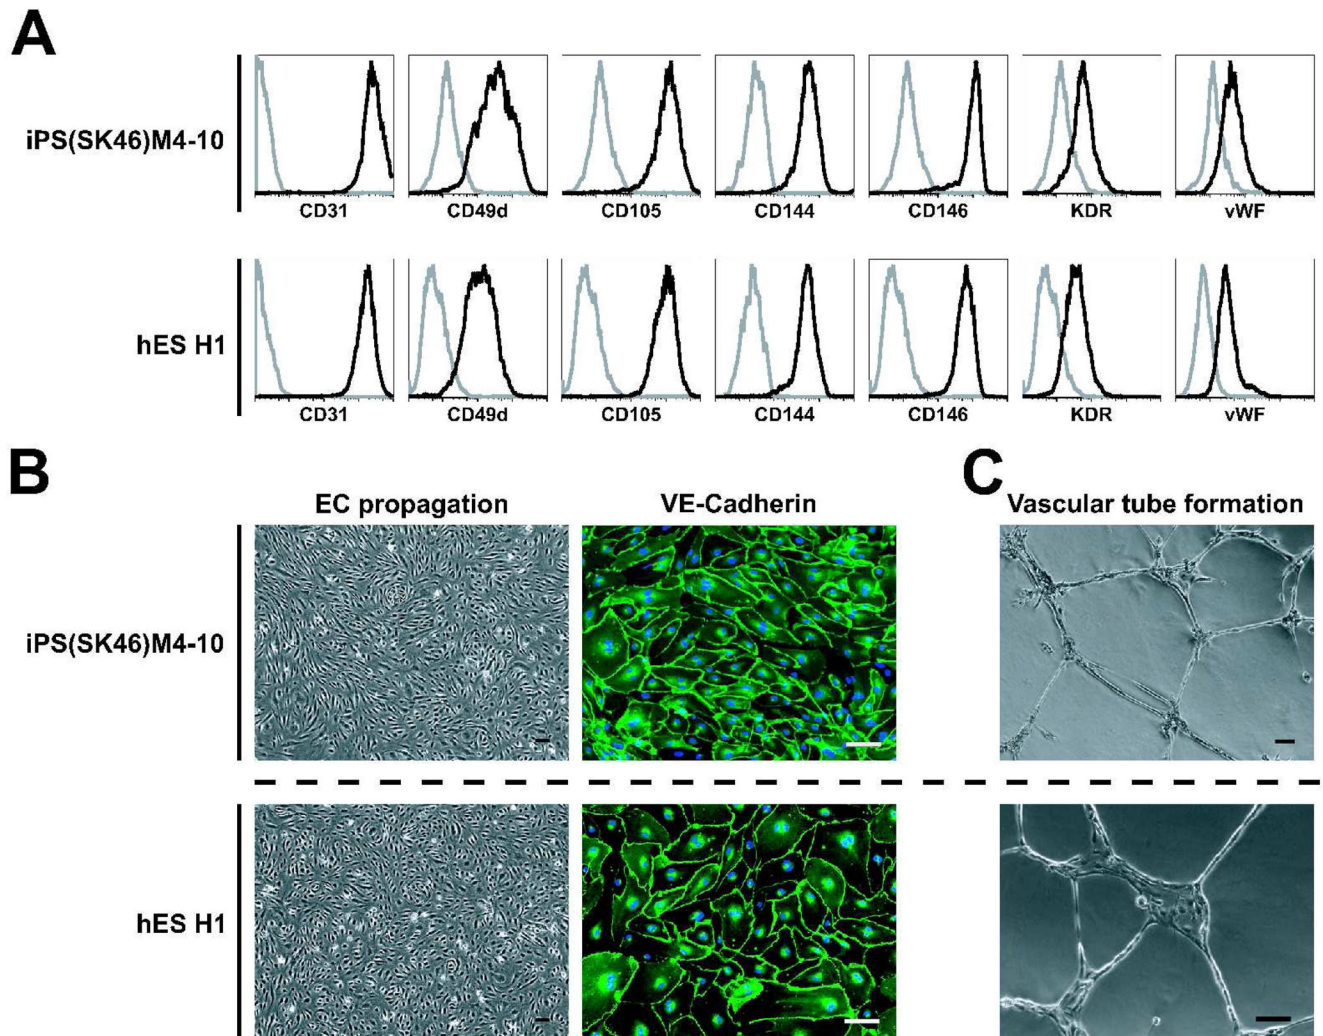 A
iPS(SK46)M4-10
CD31 CD49d CD105 CD144 CD146 KDR vWF
hES H1
CD31 CD49d CD105 CD144 CD146 KDR vWF
B
EC propagation VE-Cadherin
iPS(SK46)M4-10
hES H1
C
Vascular tube formation